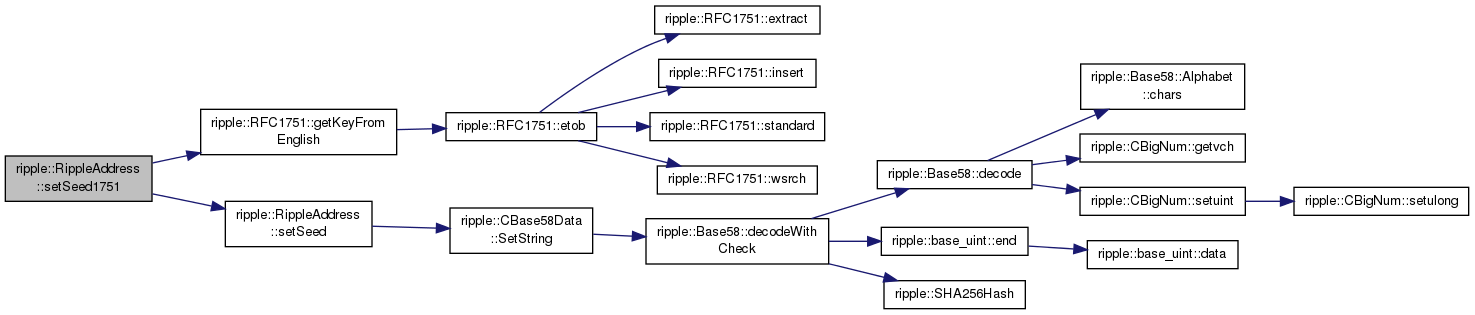 ripple::RippleAddress
::setSeed1751
ripple::RFC1751::getKeyFrom
English
ripple::RippleAddress
::setSeed
ripple::RFC1751::etob
ripple::CBase58Data
::SetString
ripple::RFC1751::extract
ripple::RFC1751::insert
ripple::RFC1751::standard
ripple::RFC1751::wsrch
ripple::Base58::decodeWith
Check
ripple::Base58::decode
ripple::base_uint::end
ripple::SHA256Hash
ripple::Base58::Alphabet
::chars
ripple::CBigNum::getvch
ripple::CBigNum::setuint
ripple::base_uint::data
ripple::CBigNum::setulong